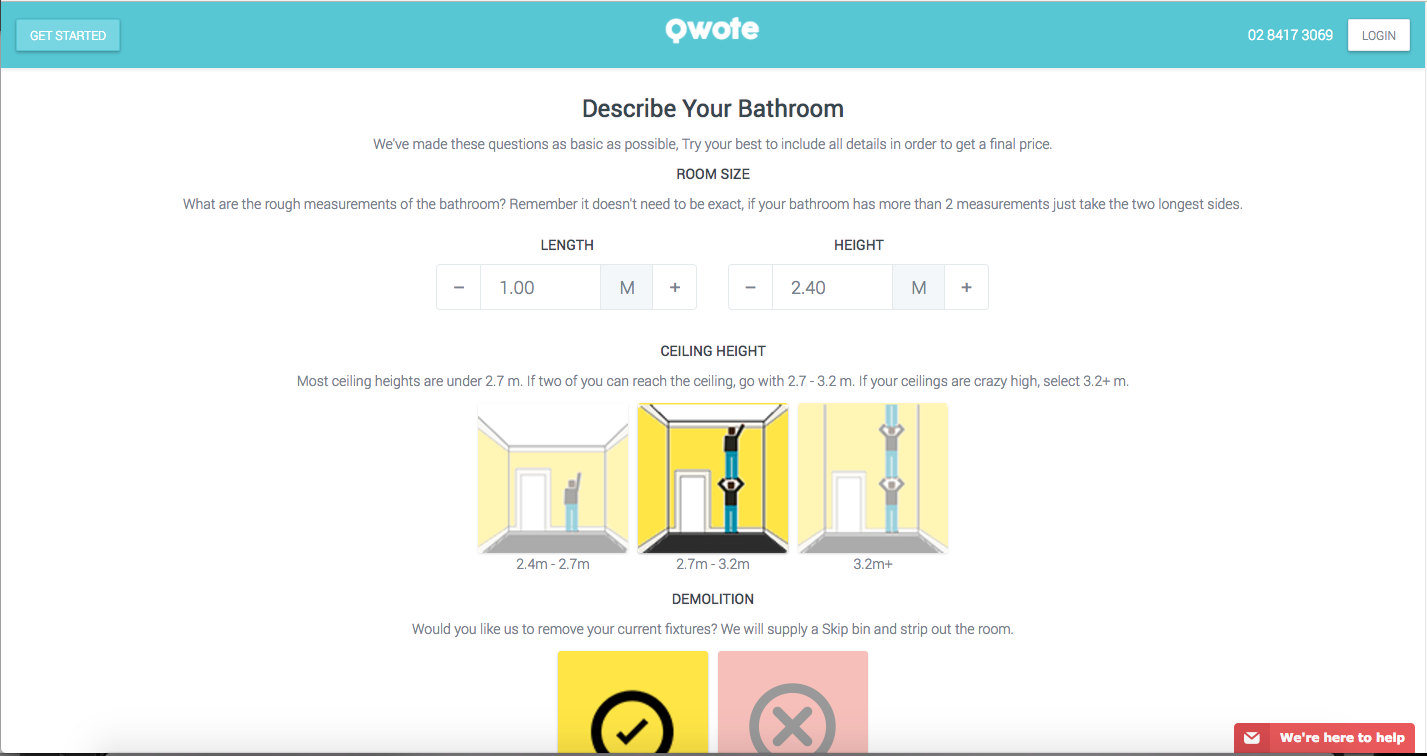 GET STARTED
Qwote
02 8417 3069
LOGIN
Describe Your Bathroom
We've made these questions as basic as possible, Try your best to include all details in order to get a final price.
ROOM SIZE
What are the rough measurements of the bathroom? Remember it doesn't need to be exact, if your bathroom has more than 2 measurements just take the two longest sides.
LENGTH
HEIGHT
− 1.00 M +
− 2.40 M +
CEILING HEIGHT
Most ceiling heights are under 2.7 m. If two of you can reach the ceiling, go with 2.7 - 3.2 m. If your ceilings are crazy high, select 3.2+ m.
2.4m - 2.7m
2.7m - 3.2m
3.2m+
DEMOLITION
Would you like us to remove your current fixtures? We will supply a Skip bin and strip out the room.
We're here to help